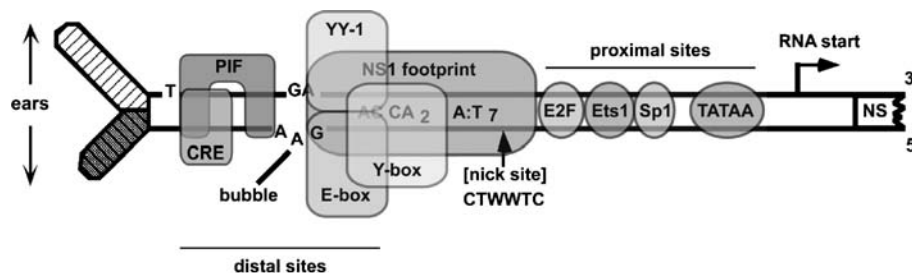 YY-1
proximal sites
RNA start
PIF
NS1 footprint
T
GA
3
ears
AC CA 2
A:T 7
E2F
Ets1
Sp1
TATAA
NS
CRE
A
A
G
5
Y-box
[nick site]
bubble
E-box
CTWWTC
distal sites